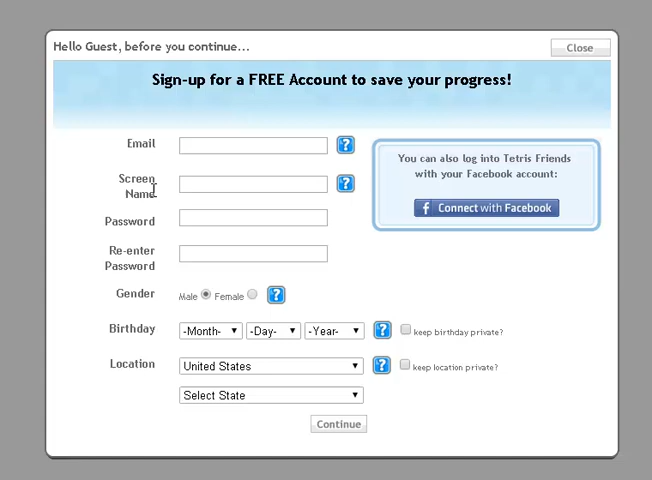 Hello Guest, before you continue...
Close
Sign-up for a FREE Account to save your progress!
Email
?
Screen
Name
?
Password
Re-enter
Password
Gender
Male Female ?
Birthday
-Month- -Day- -Year- ? keep birthday private?
Location
United States ? keep location private?
Select State
Continue
You can also log into Tetris Friends
with your Facebook account:
f Connect with Facebook